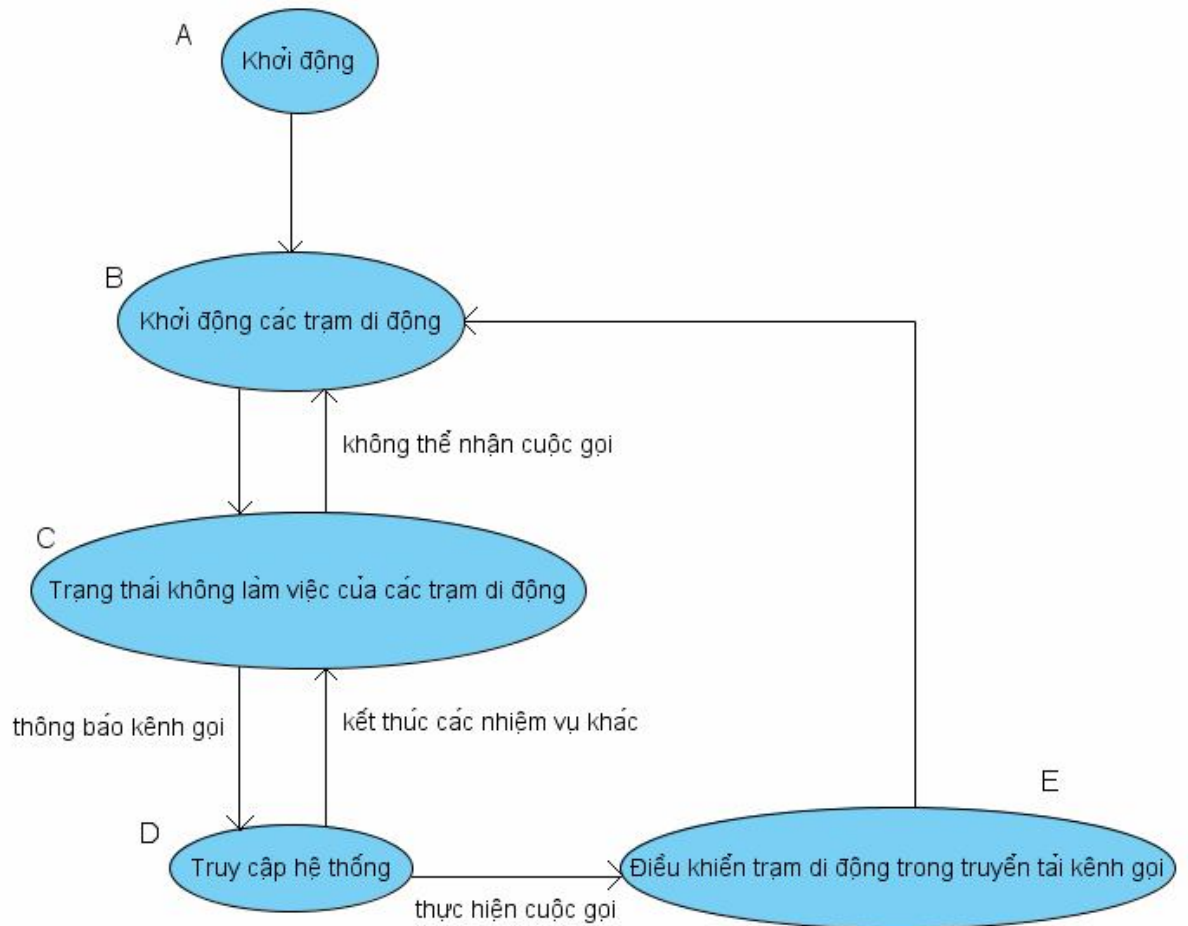 A
Khởi động
B
Khởi động các trạm di động
không thể nhận cuộc gọi
C
Trạng thái không làm việc của các trạm di động
thông báo kênh gọi
kết thúc các nhiệm vụ khác
E
D
Truy cập hệ thống
Điều khiển trạm di động trong truyển tải kênh gọi
thực hiện cuộc gọi